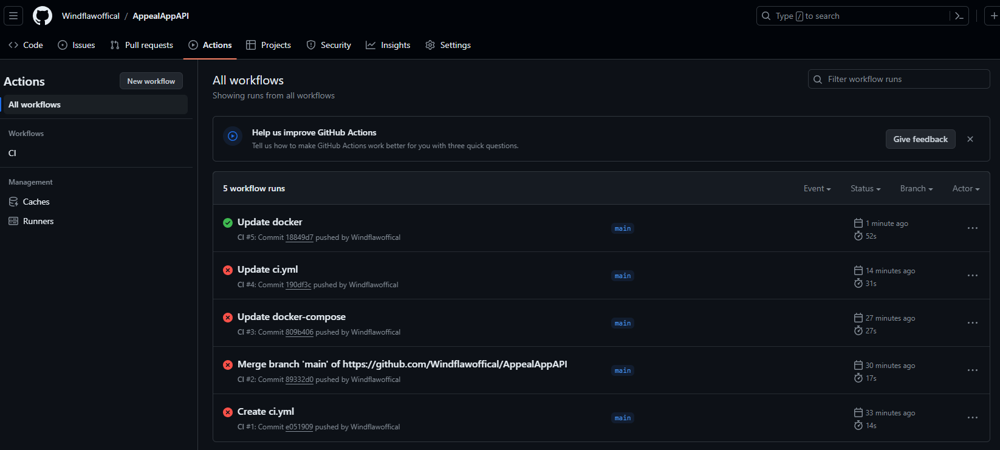 Windflawoffical / AppealAppAPI
Type / to search
Code
Issues
Pull requests
Actions
Projects
Security
Insights
Settings
Actions
New workflow
All workflows
Workflows
CI
Management
Caches
Runners
All workflows
Showing runs from all workflows
Filter workflow runs
Help us improve GitHub Actions
Tell us how to make GitHub Actions work better for you with three quick questions.
Give feedback
5 workflow runs
Event
Status
Branch
Actor
Update docker
CI #5: Commit 18849d7 pushed by Windflawoffical
main
1 minute ago
52s
Update ci.yml
CI #4: Commit 190df3c pushed by Windflawoffical
main
14 minutes ago
31s
Update docker-compose
CI #3: Commit 809b406 pushed by Windflawoffical
main
27 minutes ago
27s
Merge branch 'main' of https://github.com/Windflawoffical/AppealAppAPI
CI #2: Commit 89332d0 pushed by Windflawoffical
main
30 minutes ago
17s
Create ci.yml
CI #1: Commit e051909 pushed by Windflawoffical
main
33 minutes ago
14s